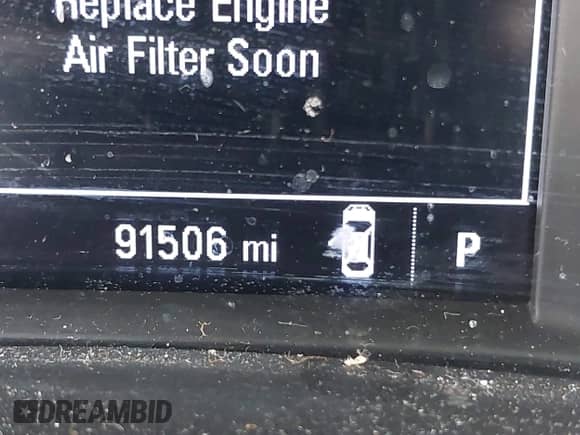 Replace Engine
Air Filter Soon
91506 mi
P
DREAMBID